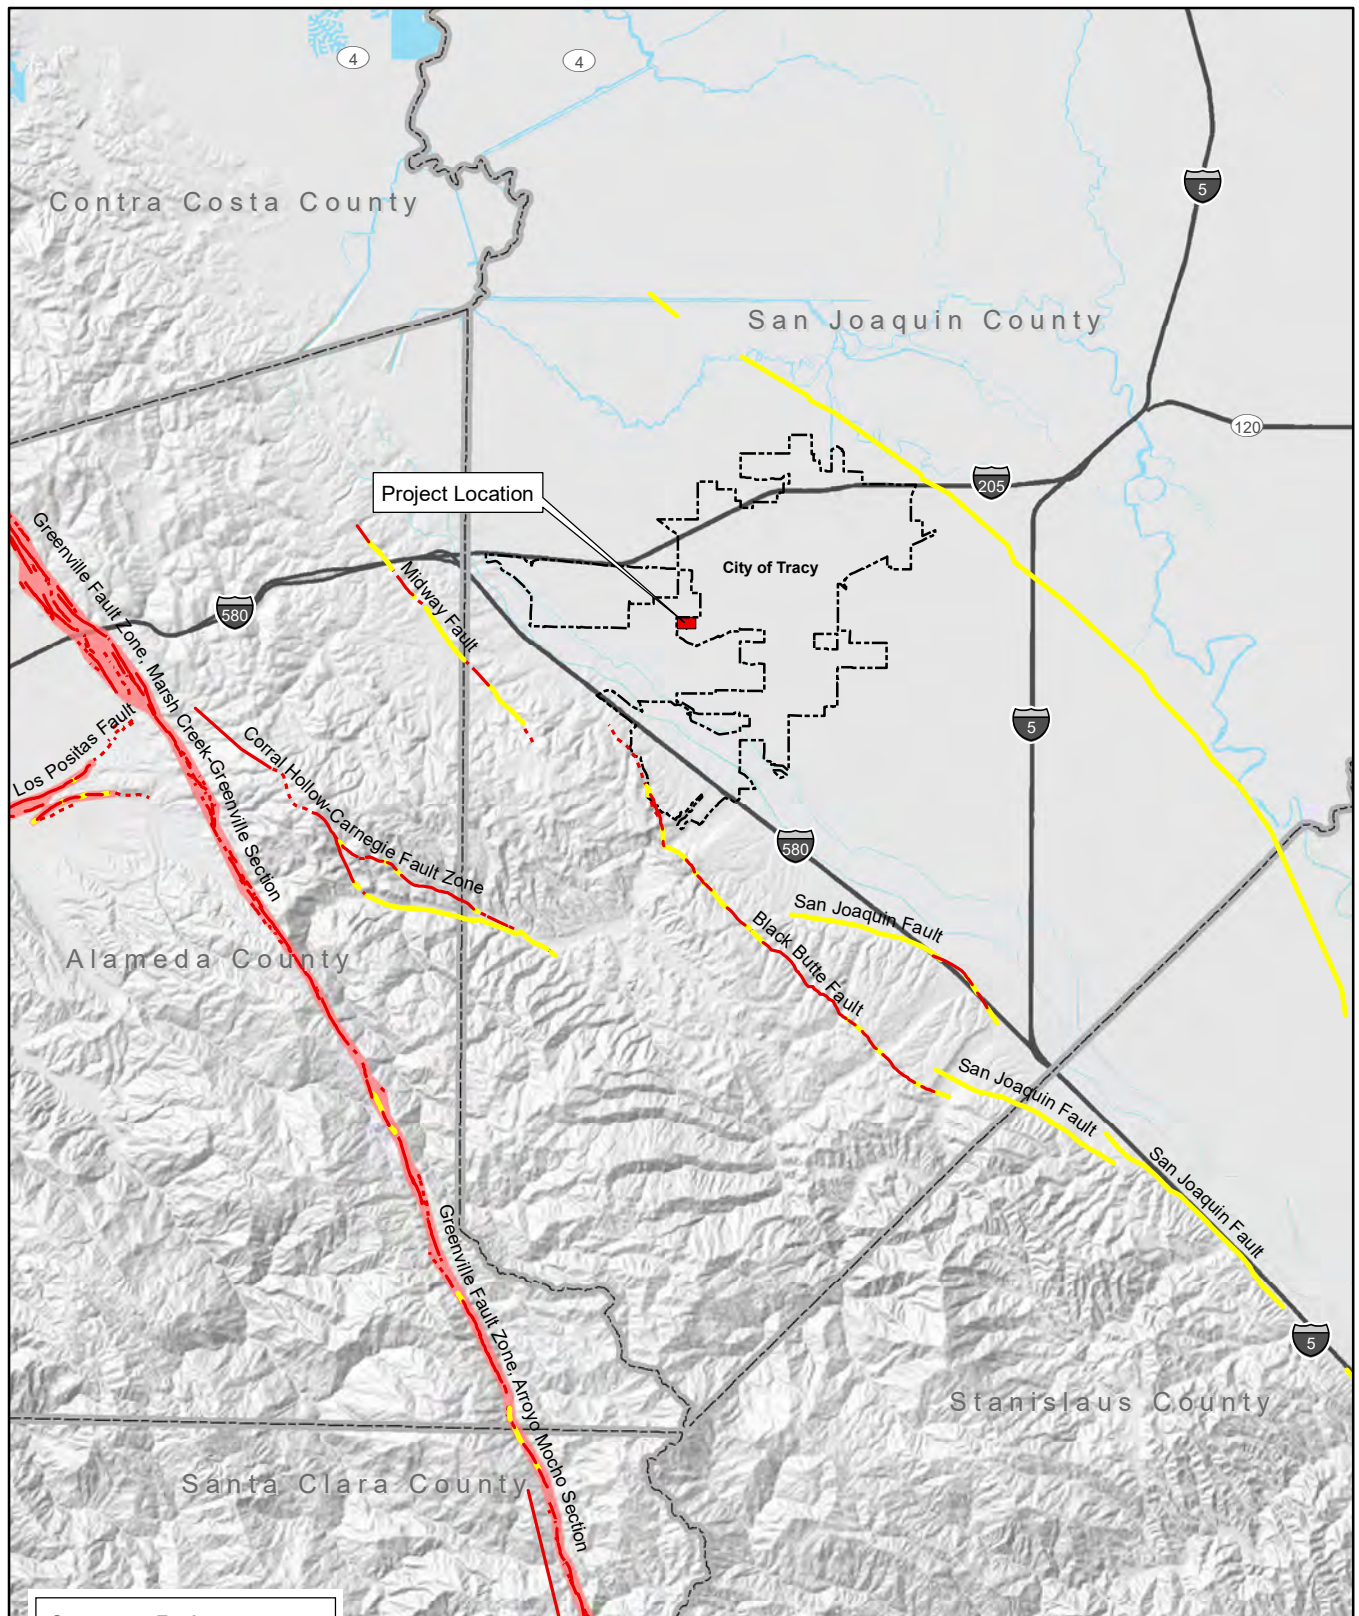 4
4
5
Contra Costa County
San Joaquin County
120
Project Location
205
City of Tracy
Greenville Fault Zone, Marsh Creek-Greenville Section
Midway Fault
580
Los Positas Fault
Corral Hollow-Carnegie Fault Zone
5
580
San Joaquin Fault
Black Butte Fault
Alameda County
San Joaquin Fault
San Joaquin Fault
Greenville Fault Zone, Arroyo Mocho Section
5
Stanislaus County
Santa Clara County